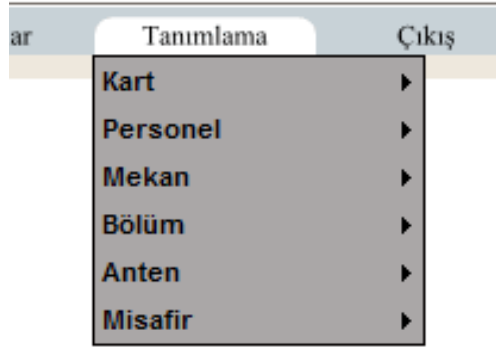 ar Tanımlama Çıkış
Kart
Personel
Mekan
Bölüm
Anten
Misafir